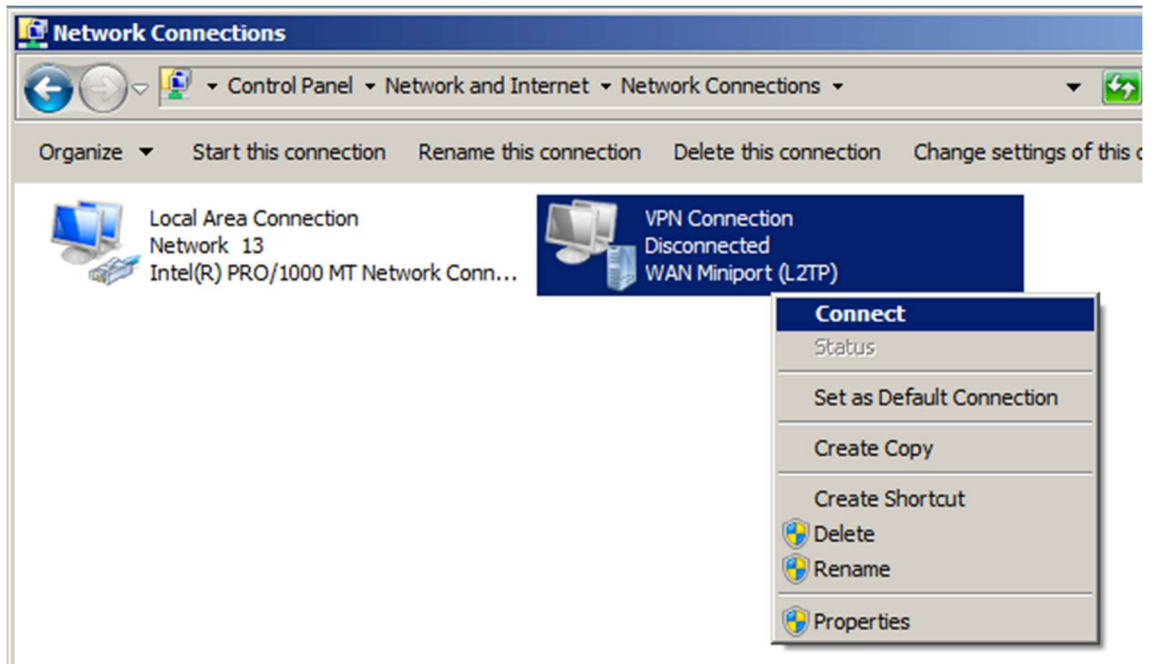 Network Connections
Control Panel Network and Internet Network Connections
Organize Start this connection Rename this connection Delete this connection Change settings of this
Local Area Connection
Network 13
Intel(R) PRO/1000 MT Network Conn...
VPN Connection
Disconnected
WAN Miniport (L2TP)
Connect
Status
Set as Default Connection
Create Copy
Create Shortcut
Delete
Rename
Properties